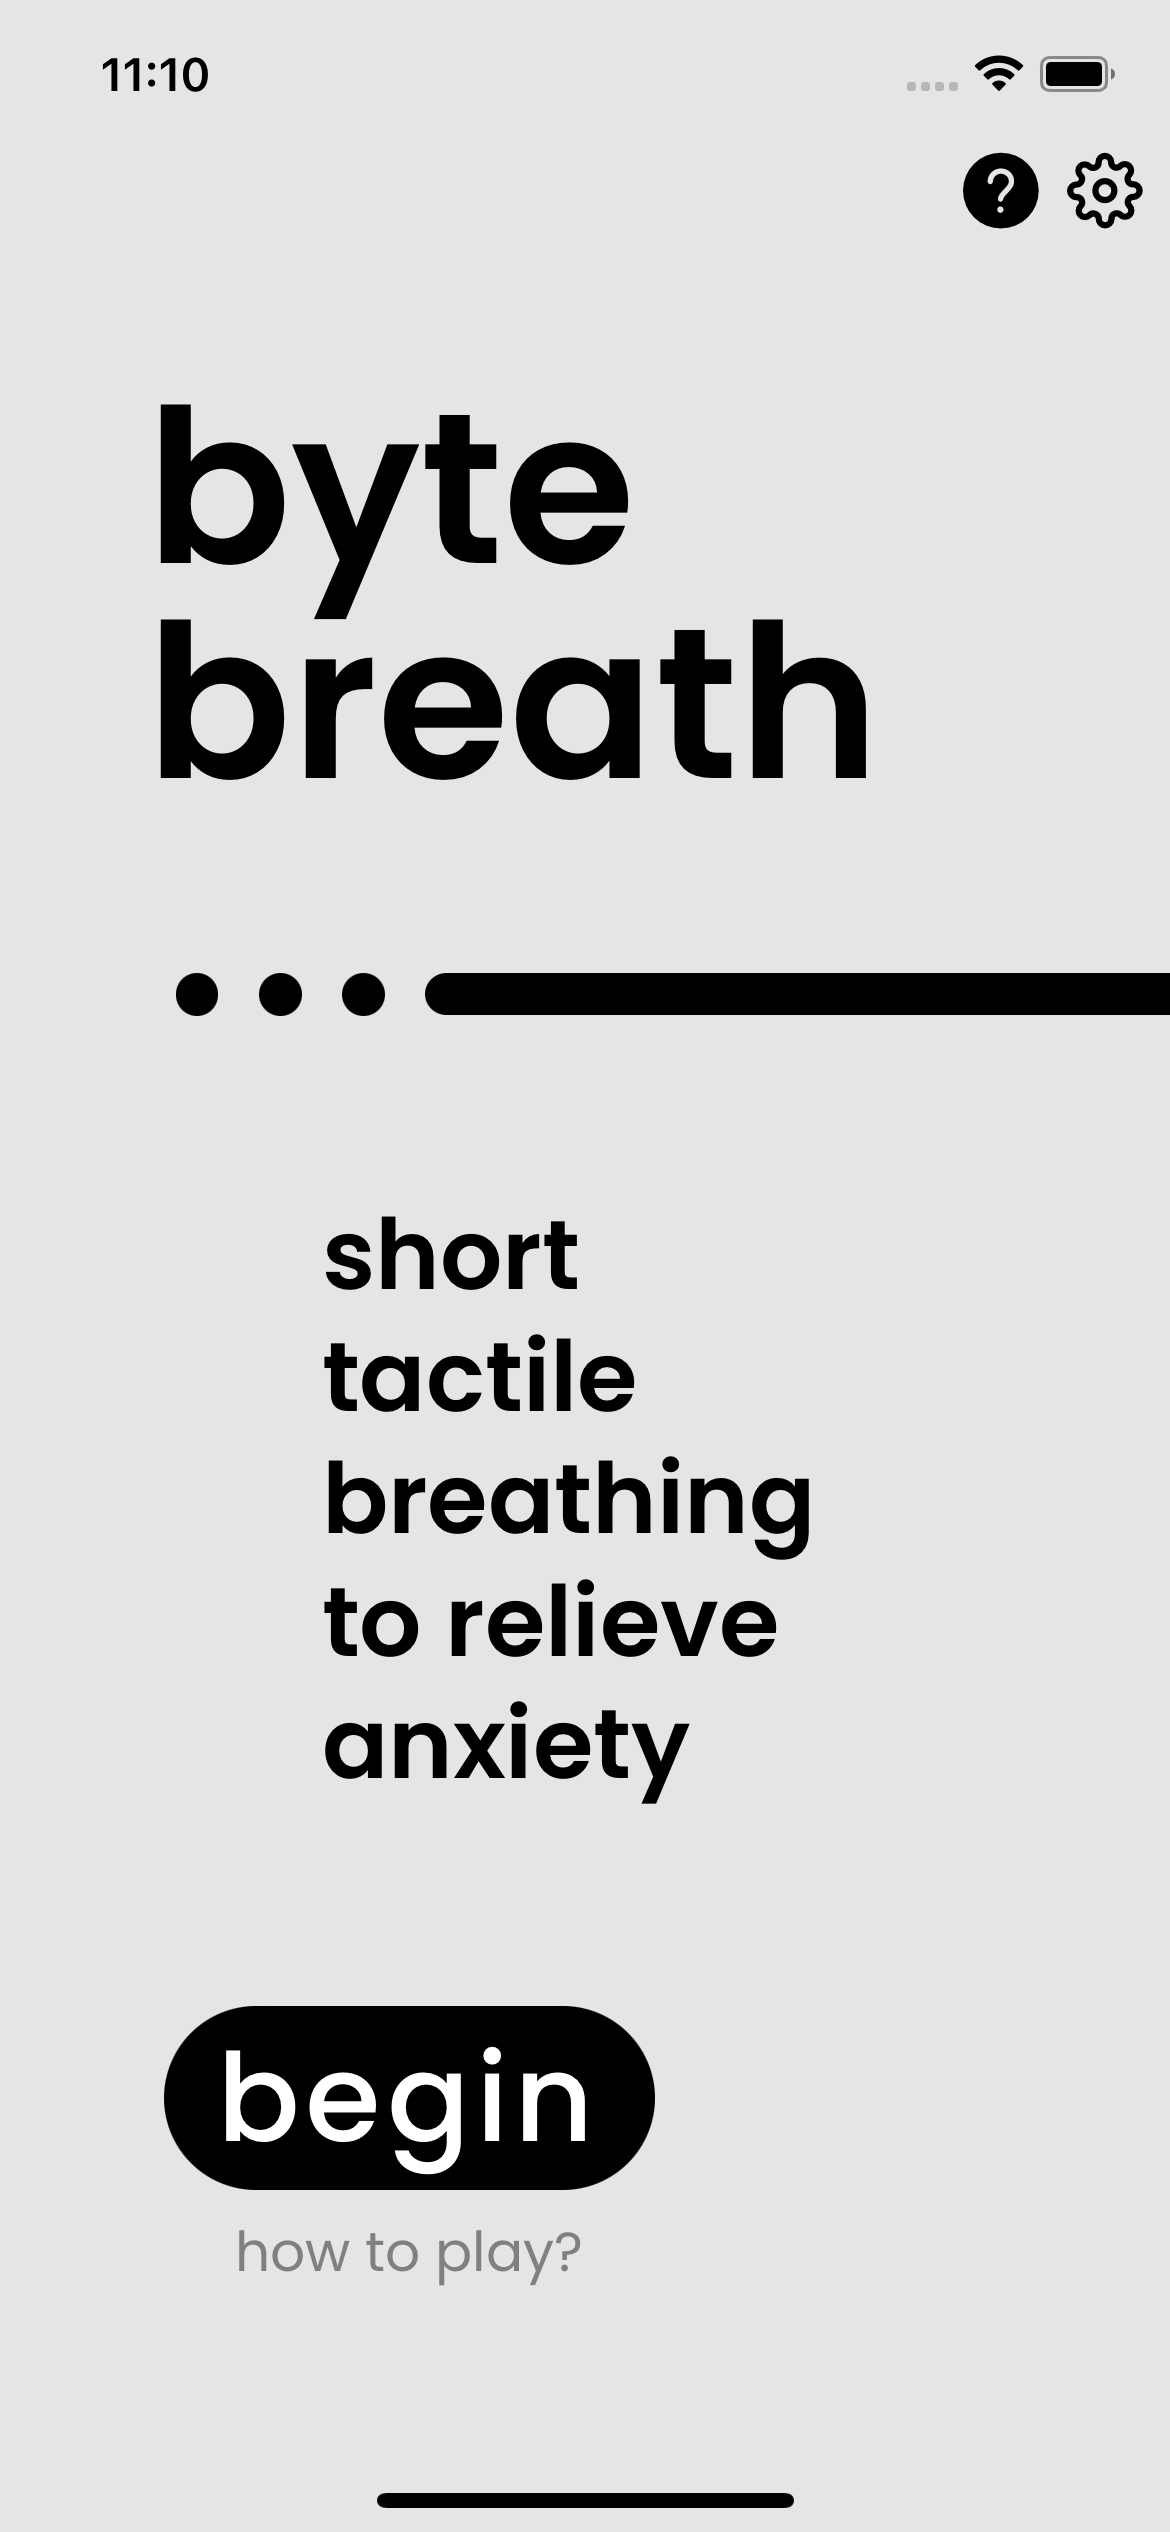 11:10
?
byte
breath
short
tactile
breathing
to relieve
anxiety
begin
how to play?